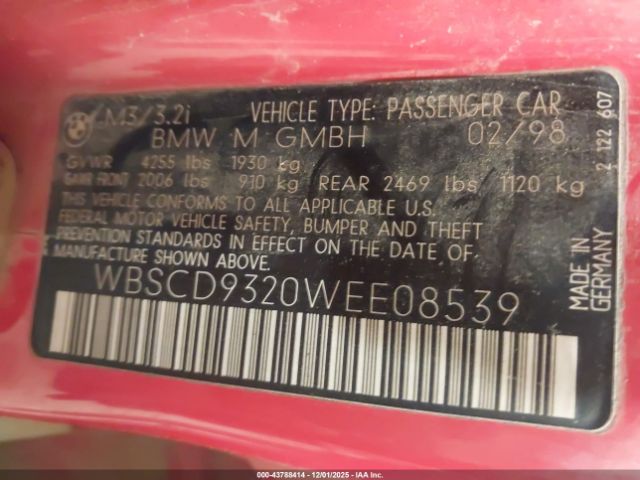 BMW M3/3.2i VEHICLE TYPE: PASSENGER CAR
BMW M GMBH 02/98
GVWR 4255 lbs 1930 kg
GAWR FRONT 2006 lbs 910 kg REAR 2469 lbs 1120 kg
THIS VEHICLE CONFORMS TO ALL APPLICABLE U.S.
FEDERAL MOTOR VEHICLE SAFETY, BUMPER AND THEFT
PREVENTION STANDARDS IN EFFECT ON THE DATE OF
MANUFACTURE SHOWN ABOVE.
WBSCD9320WEE08539
2 122 607
MADE IN
GERMANY
000-43788414 - 12/01/2025 - IAA Inc.